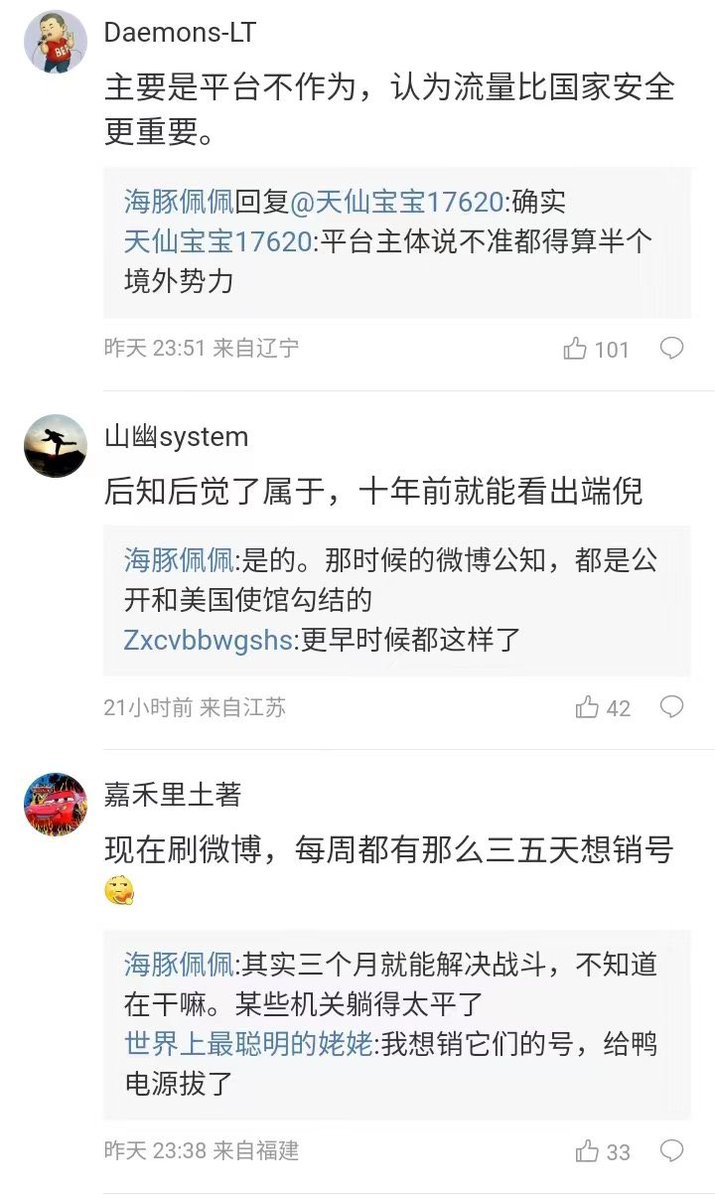 Daemons-LT
主要是平台不作为，认为流量比国家安全
更重要。
海豚佩佩回复@天仙宝宝17620:确实
天仙宝宝17620:平台主体说不准都得算半个
境外势力
昨天 23:51 来自辽宁
101
山幽system
后知后觉了属于，十年前就能看出端倪
海豚佩佩:是的。那时候的微博公知，都是公
开和美国使馆勾结的
Zxcvbbwgshs:更早时候都这样了
21小时前 来自江苏
42
嘉禾里土著
现在刷微博，每周都有那么三五天想销号
海豚佩佩:其实三个月就能解决战斗，不知道
在干嘛。某些机关躺得太平了
世界上最聪明的姥姥:我想销它们的号，给鸭
电源拔了
昨天 23:38 来自福建
33